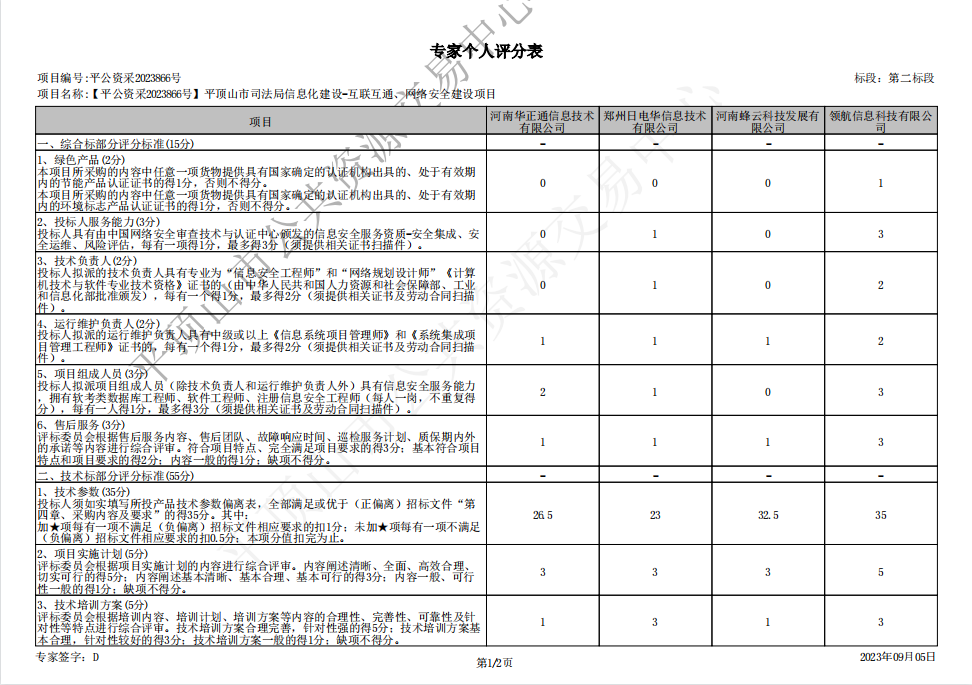 专家个人评分表
项目编号:平公资采2023866号
标段: 第二标段
项目名称:【平公资采2023866号】平顶山市司法局信息化建设-互联互通、网络安全建设项目
项目
河南华正通信息技术
有限公司
郑州日电华信息技术
有限公司
河南蜂云科技发展有
限公司
领航信息科技有限公
司
一、综合标部分评分标准(15分)
-
-
-
-
1、绿色产品(2分)
本项目所采购的内容中任意一项货物提供具有国家确定的认证机构出具的、处于有效期
内的节能产品认证证书的得1分，否则不得分。
本项目所采购的内容中任意一项货物提供具有国家确定的认证机构出具的、处于有效期
内的环境标志产品认证证书的得1分，否则不得分。
0
0
0
1
2、投标人服务能力(3分)
投标人具有由中国网络安全审查技术与认证中心颁发的信息安全服务资质-安全集成、安
全运维、风险评估，每有一项得1分，最多得3分（须提供相关证书扫描件）。
0
1
0
3
3、技术负责人(2分)
投标人拟派的技术负责人具有专业为“信息安全工程师”和“网络规划设计师”《计算
机技术与软件专业技术资格》证书的（由中华人民共和国人力资源和社会保障部、工业
和信息化部批准颁发），每有一个得1分，最多得2分（须提供相关证书及劳动合同扫描
件）。
0
1
0
2
4、运行维护负责人(2分)
投标人拟派的运行维护负责人具有中级或以上《信息系统项目管理师》和《系统集成项
目管理工程师》证书的，每有一个得1分，最多得2分（须提供相关证书及劳动合同扫描
件）。
1
1
1
2
5、项目组成人员(3分)
投标人拟派项目组成人员（除技术负责人和运行维护负责人外）具有信息安全服务能力
，拥有软考类数据库工程师、软件工程师、注册信息安全工程师（每人一岗，不重复得
分），每有一人得1分，最多得3分（须提供相关证书及劳动合同扫描件）。
2
1
0
3
6、售后服务(3分)
评标委员会根据售后服务内容、售后团队、故障响应时间、巡检服务计划、质保期内外
的承诺等内容进行综合评审。符合项目特点、完全满足项目要求的得3分；基本符合项目
特点和项目要求的得2分；内容一般的得1分；缺项不得分。
1
1
1
3
二、技术标部分评分标准(55分)
-
-
-
-
1、技术参数(35分)
投标人须如实填写所投产品技术参数偏离表，全部满足或优于（正偏离）招标文件“第
四章、采购内容及要求”的得35分。其中:
加★项每有一项不满足（负偏离）招标文件相应要求的扣1分；未加★项每有一项不满足
（负偏离）招标文件相应要求的扣0.5分；本项分值扣完为止。
26.5
23
32.5
35
2、项目实施计划(5分)
评标委员会根据项目实施计划的内容进行综合评审。内容阐述清晰、全面、高效合理、
切实可行的得5分；内容阐述基本清晰、基本合理、基本可行的得3分；内容一般、可行
性一般的得1分；缺项不得分。
3
3
3
5
3、技术培训方案(5分)
评标委员会根据培训内容、培训计划、培训方案等内容的合理性、完善性、可靠性及针
对性等特点进行综合评审。技术培训方案合理完善，针对性强的得5分；技术培训方案基
本合理，针对性较好的得3分；技术培训方案一般的得1分；缺项不得分。
1
3
1
3
专家签字: D
第1/2页
2023年09月05日
平顶山市公共资源交易中心
平顶山市公共资源交易中心